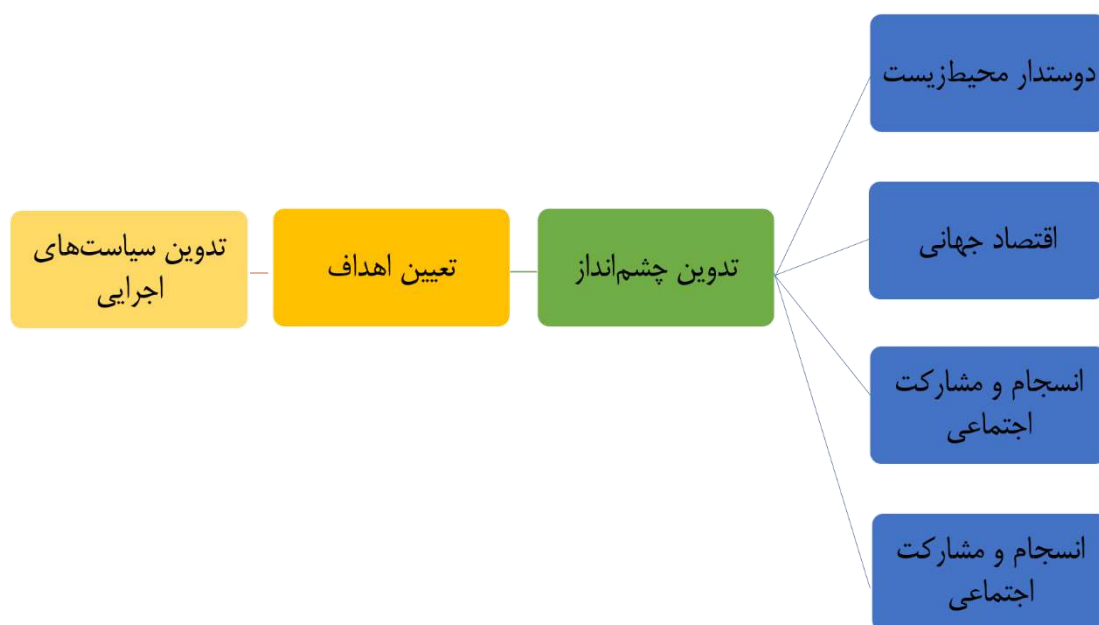 دوستدار محیط‌زیست
اقتصاد جهانی
انسجام و مشارکت
اجتماعی
انسجام و مشارکت
اجتماعی
تدوین چشم‌انداز
تعیین اهداف
تدوین سیاست‌های
اجرایی